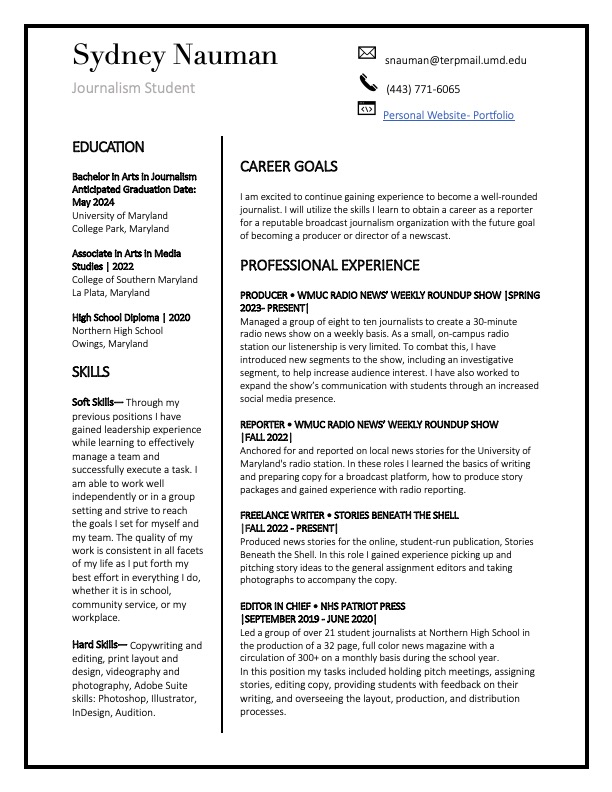 Sydney Nauman
Journalism Student
snauman@terpmail.umd.edu
(443) 771-6065
Personal Website- Portfolio
EDUCATION
Bachelor in Arts in Journalism
Anticipated Graduation Date:
May 2024
University of Maryland
College Park, Maryland
Associate in Arts in Media
Studies | 2022
College of Southern Maryland
La Plata, Maryland
High School Diploma | 2020
Northern High School
Owings, Maryland
SKILLS
Soft Skills— Through my
previous positions I have
gained leadership experience
while learning to effectively
manage a team and
successfully execute a task. I
am able to work well
independently or in a group
setting and strive to reach
the goals I set for myself and
my team. The quality of my
work is consistent in all facets
of my life as I put forth my
best effort in everything I do,
whether it is in school,
community service, or my
workplace.
Hard Skills— Copywriting and
editing, print layout and
design, videography and
photography, Adobe Suite
skills: Photoshop, Illustrator,
InDesign, Audition.
CAREER GOALS
I am excited to continue gaining experience to become a well-rounded
journalist. I will utilize the skills I learn to obtain a career as a reporter
for a reputable broadcast journalism organization with the future goal
of becoming a producer or director of a newscast.
PROFESSIONAL EXPERIENCE
PRODUCER • WMUC RADIO NEWS’ WEEKLY ROUNDUP SHOW |SPRING
2023- PRESENT|
Managed a group of eight to ten journalists to create a 30-minute
radio news show on a weekly basis. As a small, on-campus radio
station our listenership is very limited. To combat this, I have
introduced new segments to the show, including an investigative
segment, to help increase audience interest. I have also worked to
expand the show’s communication with students through an increased
social media presence.
REPORTER • WMUC RADIO NEWS’ WEEKLY ROUNDUP SHOW
|FALL 2022|
Anchored for and reported on local news stories for the University of
Maryland's radio station. In these roles I learned the basics of writing
and preparing copy for a broadcast platform, how to produce story
packages and gained experience with radio reporting.
FREELANCE WRITER • STORIES BENEATH THE SHELL
|FALL 2022 - PRESENT|
Produced news stories for the online, student-run publication, Stories
Beneath the Shell. In this role I gained experience picking up and
pitching story ideas to the general assignment editors and taking
photographs to accompany the copy.
EDITOR IN CHIEF • NHS PATRIOT PRESS
|SEPTEMBER 2019 - JUNE 2020|
Led a group of over 21 student journalists at Northern High School in
the production of a 32 page, full color news magazine with a
circulation of 300+ on a monthly basis during the school year.
In this position my tasks included holding pitch meetings, assigning
stories, editing copy, providing students with feedback on their
writing, and overseeing the layout, production, and distribution
processes.